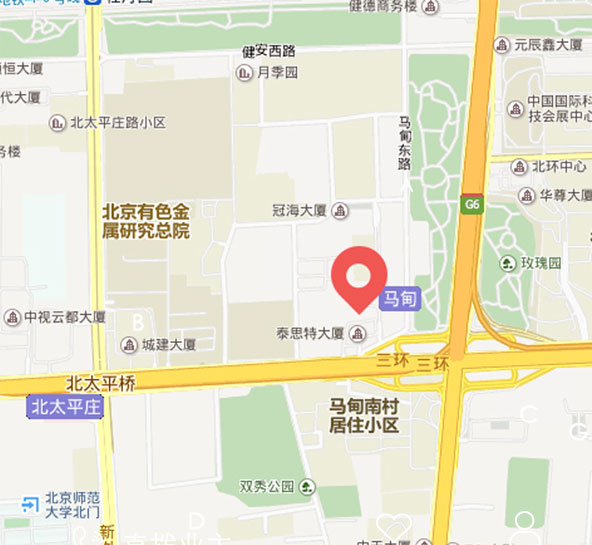 健德商务楼
健安西路
元辰鑫大厦
恒大厦
月季园
代大厦
中国国际科
技会展中心
北太平庄路小区
马甸东路
务楼
北环中心
华尊大厦
G6
北京有色金
属研究总院
冠海大厦
玫瑰园
马甸
中视云都大厦
B
泰思特大厦
城建大厦
三环 三环
北太平桥
北太平庄
马甸南村
居住小区
C
G
双秀公园
北京师范
大学北门
D
新